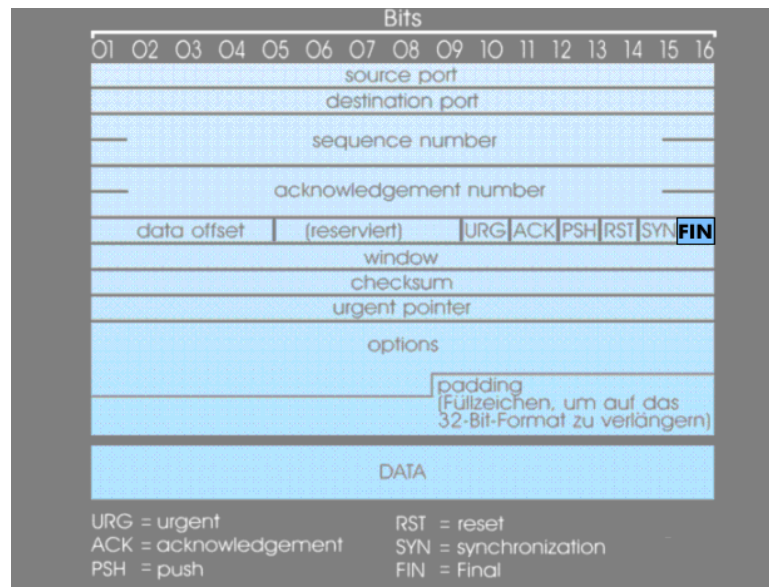 Bits
01 02 03 04 05 06 07 08 09 10 11 12 13 14 15 16
source port
destination port
sequence number
acknowledgement number
data offset (reserviert) URG ACK PSH RST SYN FIN
window
checksum
urgent pointer
options
padding
(Füllzeichen, um auf das
32-Bit-Format zu verlängern)
DATA
URG = urgent RST = reset
ACK = acknowledgement SYN = synchronization
PSH = push FIN = Final